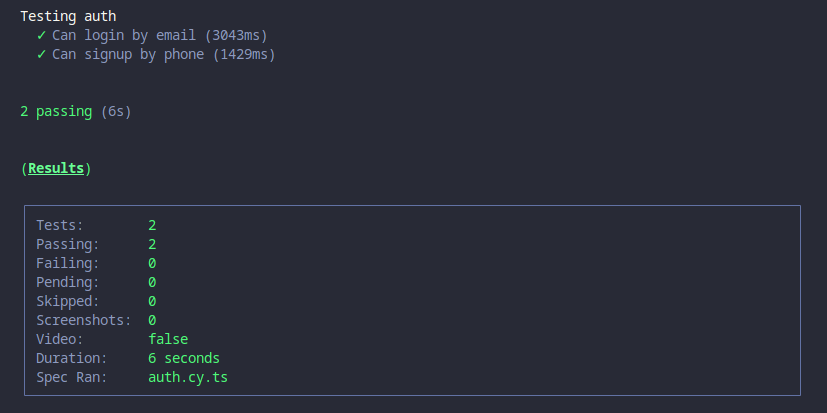 Testing auth
✓ Can login by email (3043ms)
✓ Can signup by phone (1429ms)
2 passing (6s)
(Results)
Tests: 2
Passing: 2
Failing: 0
Pending: 0
Skipped: 0
Screenshots: 0
Video: false
Duration: 6 seconds
Spec Ran: auth.cy.ts